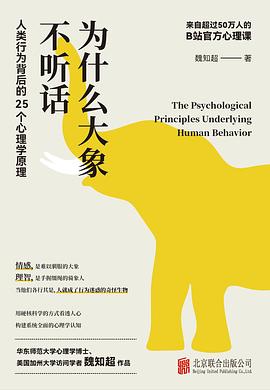 来自超过50万人的
B站官方心理课
魏知超 —— 著
为什么大象
不听话
人类行为背后的25个心理学原理
The Psychological
Principles Underlying
Human Behavior
情感，是难以驯服的大象
理智，是手握缰绳的骑象人
当他们各行其是，人就成了行为迷惑的奇怪生物
用硬核科学的方式看透人心
构建系统全面的心理学认知
华东师范大学心理学博士、
美国加州大学访问学者 魏知超 作品
北京联合出版公司
Beijing United Publishing Co.,Ltd.